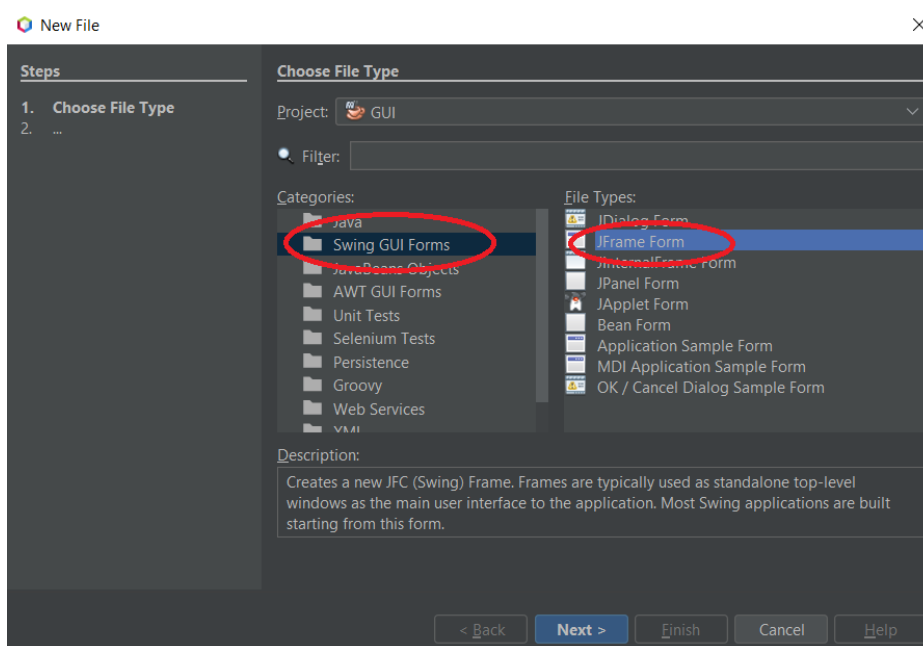 New File
Steps
1. Choose File Type
2. ...
Choose File Type
Project: GUI
Filter:
Categories:
Java
Swing GUI Forms
JavaBeans Objects
AWT GUI Forms
Unit Tests
Selenium Tests
Persistence
Groovy
Web Services
XML
File Types:
JDialog Form
JFrame Form
JInternalFrame Form
JPanel Form
JApplet Form
Bean Form
Application Sample Form
MDI Application Sample Form
OK / Cancel Dialog Sample Form
Description:
Creates a new JFC (Swing) Frame. Frames are typically used as standalone top-level
windows as the main user interface to the application. Most Swing applications are built
starting from this form.
< Back Next > Finish Cancel Help